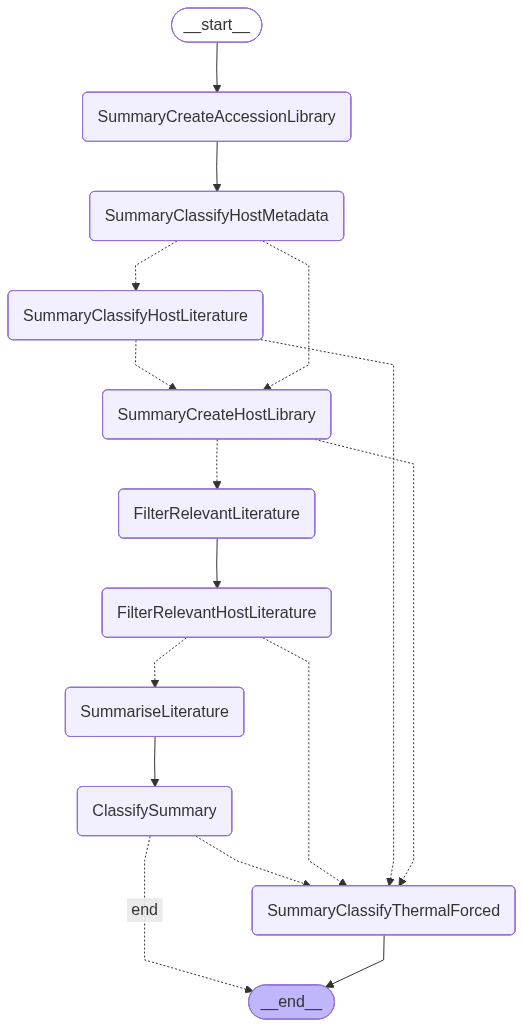 __start__
SummaryCreateAccessionLibrary
SummaryClassifyHostMetadata
SummaryClassifyHostLiterature
SummaryCreateHostLibrary
FilterRelevantLiterature
FilterRelevantHostLiterature
SummariseLiterature
ClassifySummary
end
SummaryClassifyThermalForced
__end__